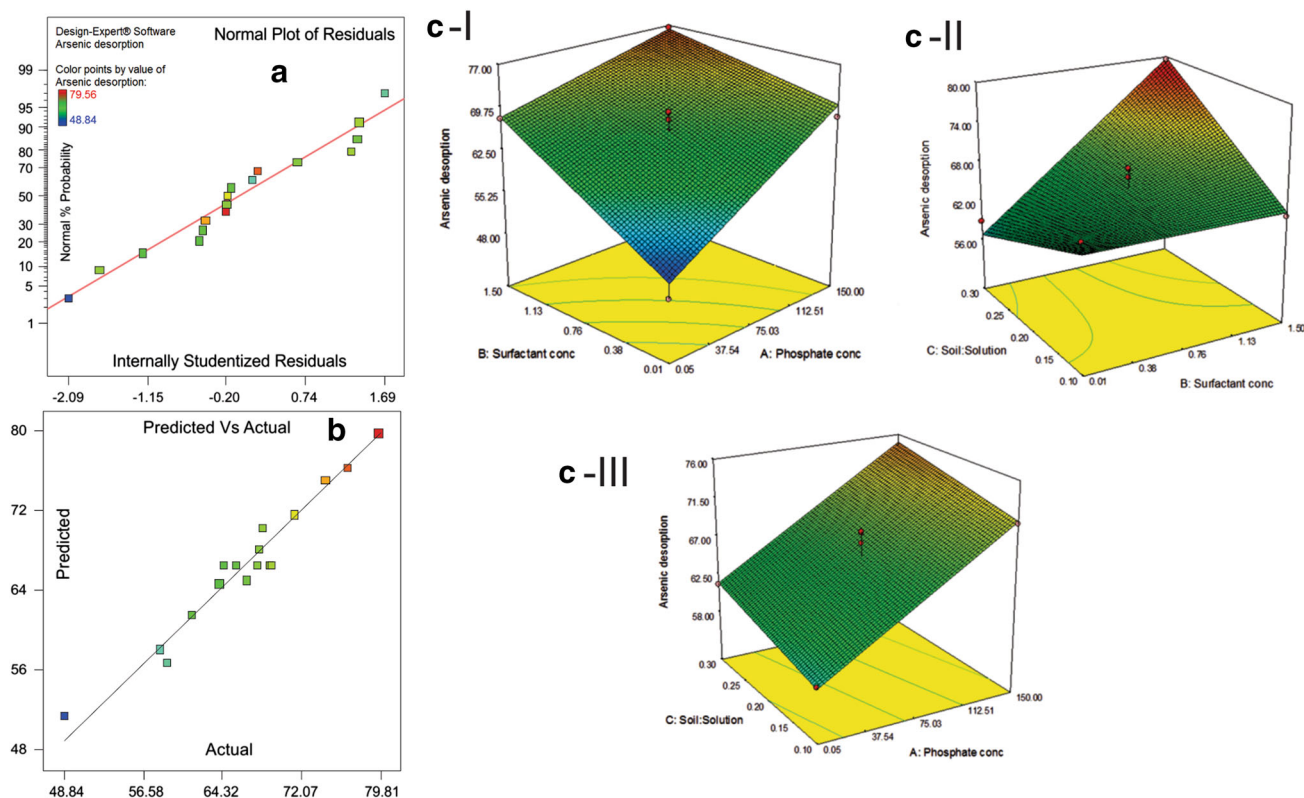 Design-Expert® Software
Arsenic desorption
Color points by value of
Arsenic desorption:
79.56
48.84
Normal Plot of Residuals
a
Normal % Probability
99
95
90
80
70
50
30
20
10
5
1
Internally Studentized Residuals
-2.09 -1.15 -0.20 0.74 1.69
Predicted Vs Actual
b
Predicted
80
72
64
56
48
Actual
48.84 56.58 64.32 72.07 79.81
c-I
Arsenic desoption
77.00
69.75
62.50
55.25
48.00
1.50
1.13
0.76
0.38
0.01
B: Surfactant conc
150.00
112.51
75.03
37.54
0.05
A: Phosphate conc
c-II
Arsenic desoption
80.00
74.00
68.00
62.00
56.00
0.30
0.25
0.20
0.15
0.10
C: Soil:Solution
1.50
1.13
0.76
0.38
0.01
B: Surfactant conc
c-III
Arsenic desoption
76.00
71.50
67.00
62.50
58.00
0.30
0.25
0.20
0.15
0.10
C: Soil:Solution
150.00
112.51
75.03
37.54
0.05
A: Phosphate conc